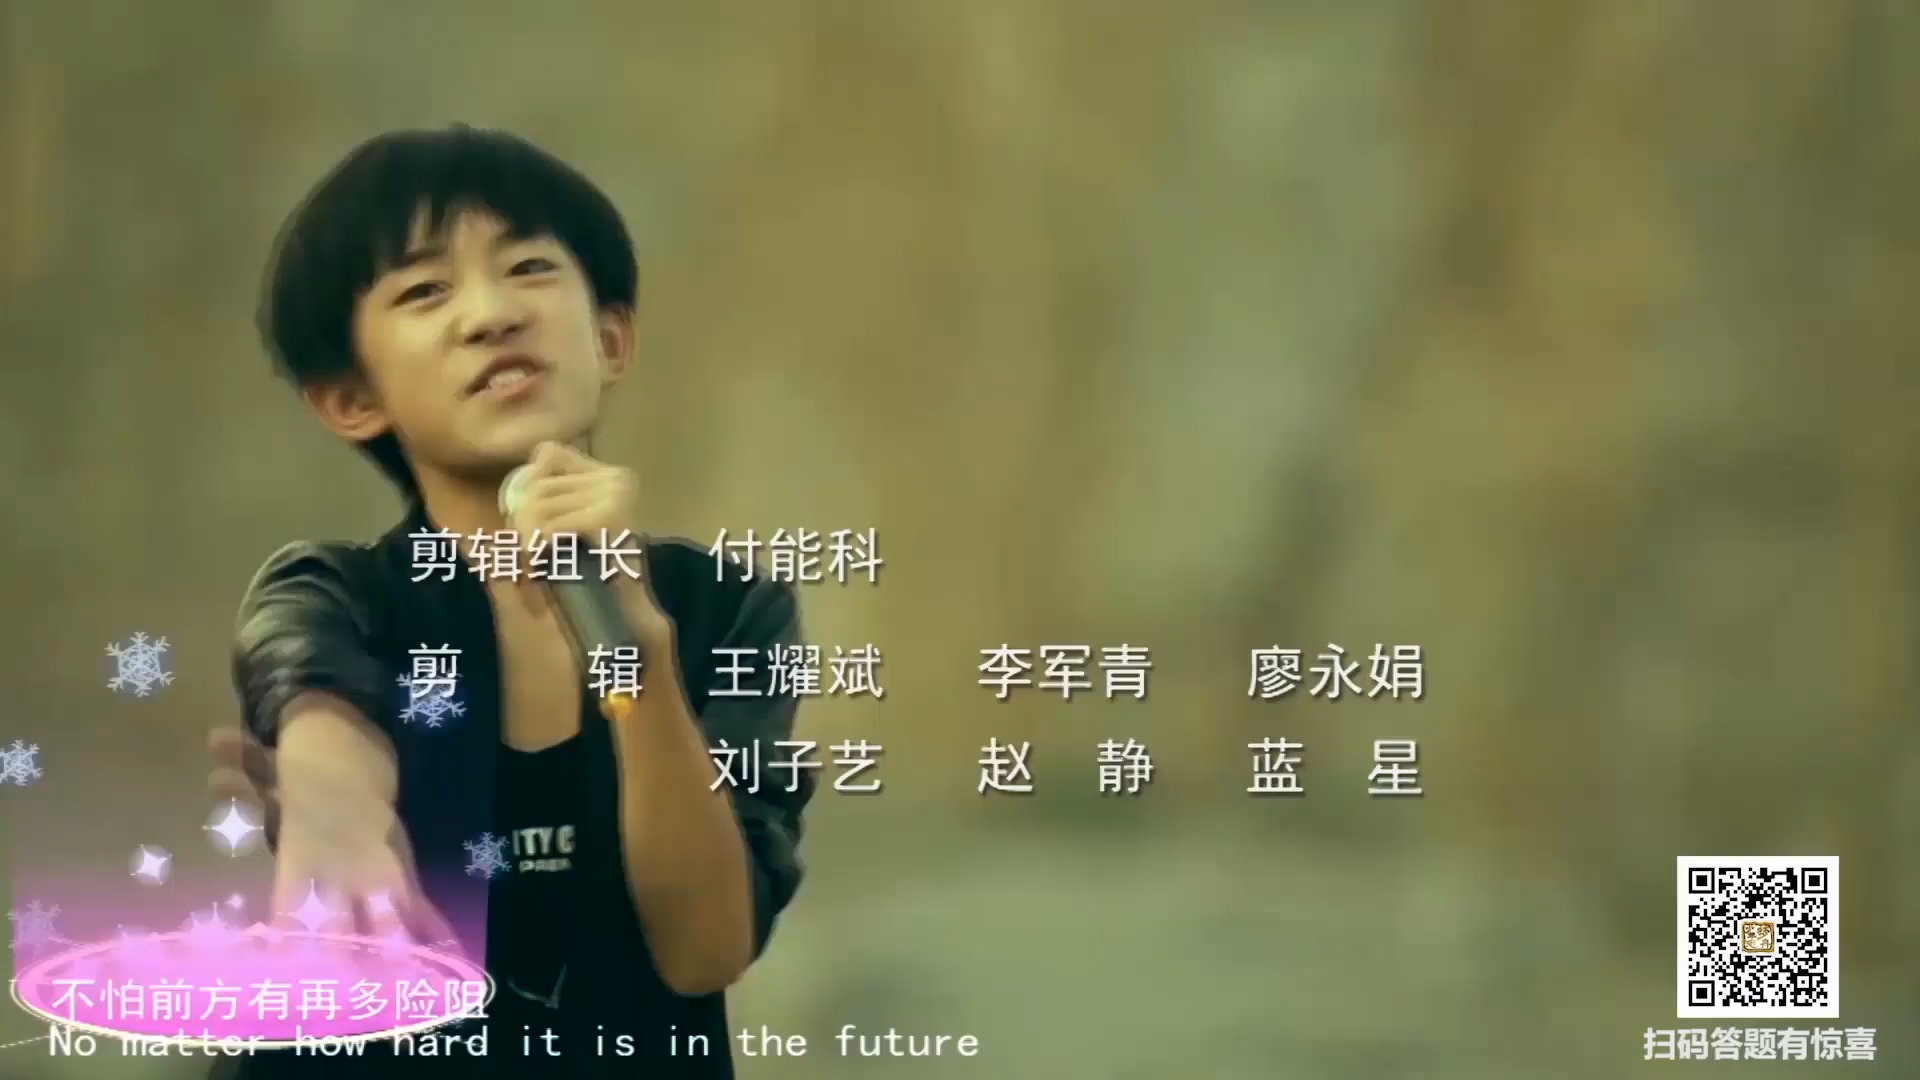 剪辑组长 付能科
剪 辑 王耀斌 李军青 廖永娟
刘子艺 赵 静 蓝 星
ITY C
不怕前方有再多险阻
No matter how hard it is in the future
扫码答题有惊喜